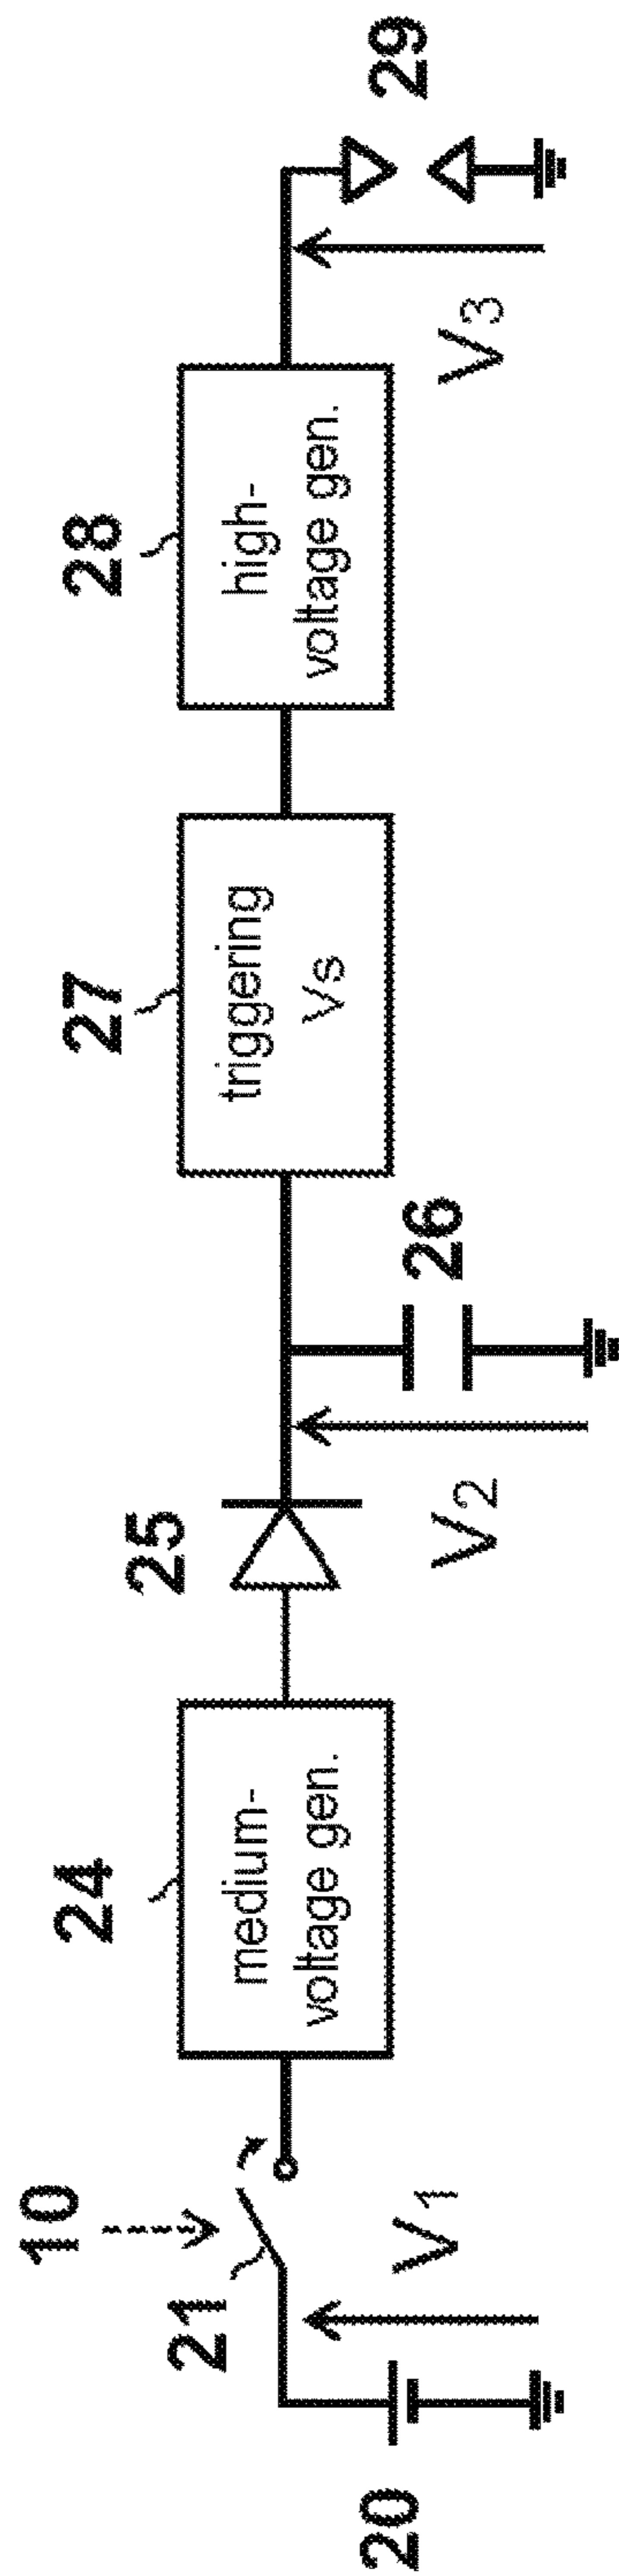 10
21
20
V1
24
medium-
voltage gen.
25
V2
26
27
triggering
Vs
28
high-
voltage gen.
V3
29